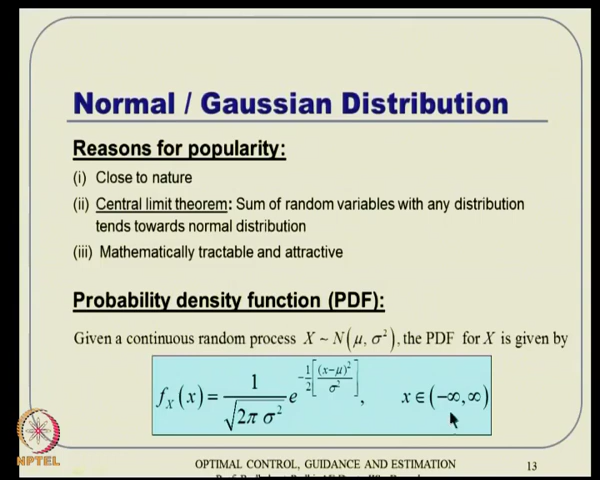 Normal / Gaussian Distribution
Reasons for popularity:
(i) Close to nature
(ii) Central limit theorem: Sum of random variables with any distribution
tends towards normal distribution
(iii) Mathematically tractable and attractive
Probability density function (PDF):
Given a continuous random process X ~ N(μ, σ²), the PDF for X is given by
f_X(x) = 1/√(2π σ²) e^{-1/2[(x-μ)²/σ²]}, x ∈ (-∞, ∞)
NPTEL
OPTIMAL CONTROL, GUIDANCE AND ESTIMATION
13